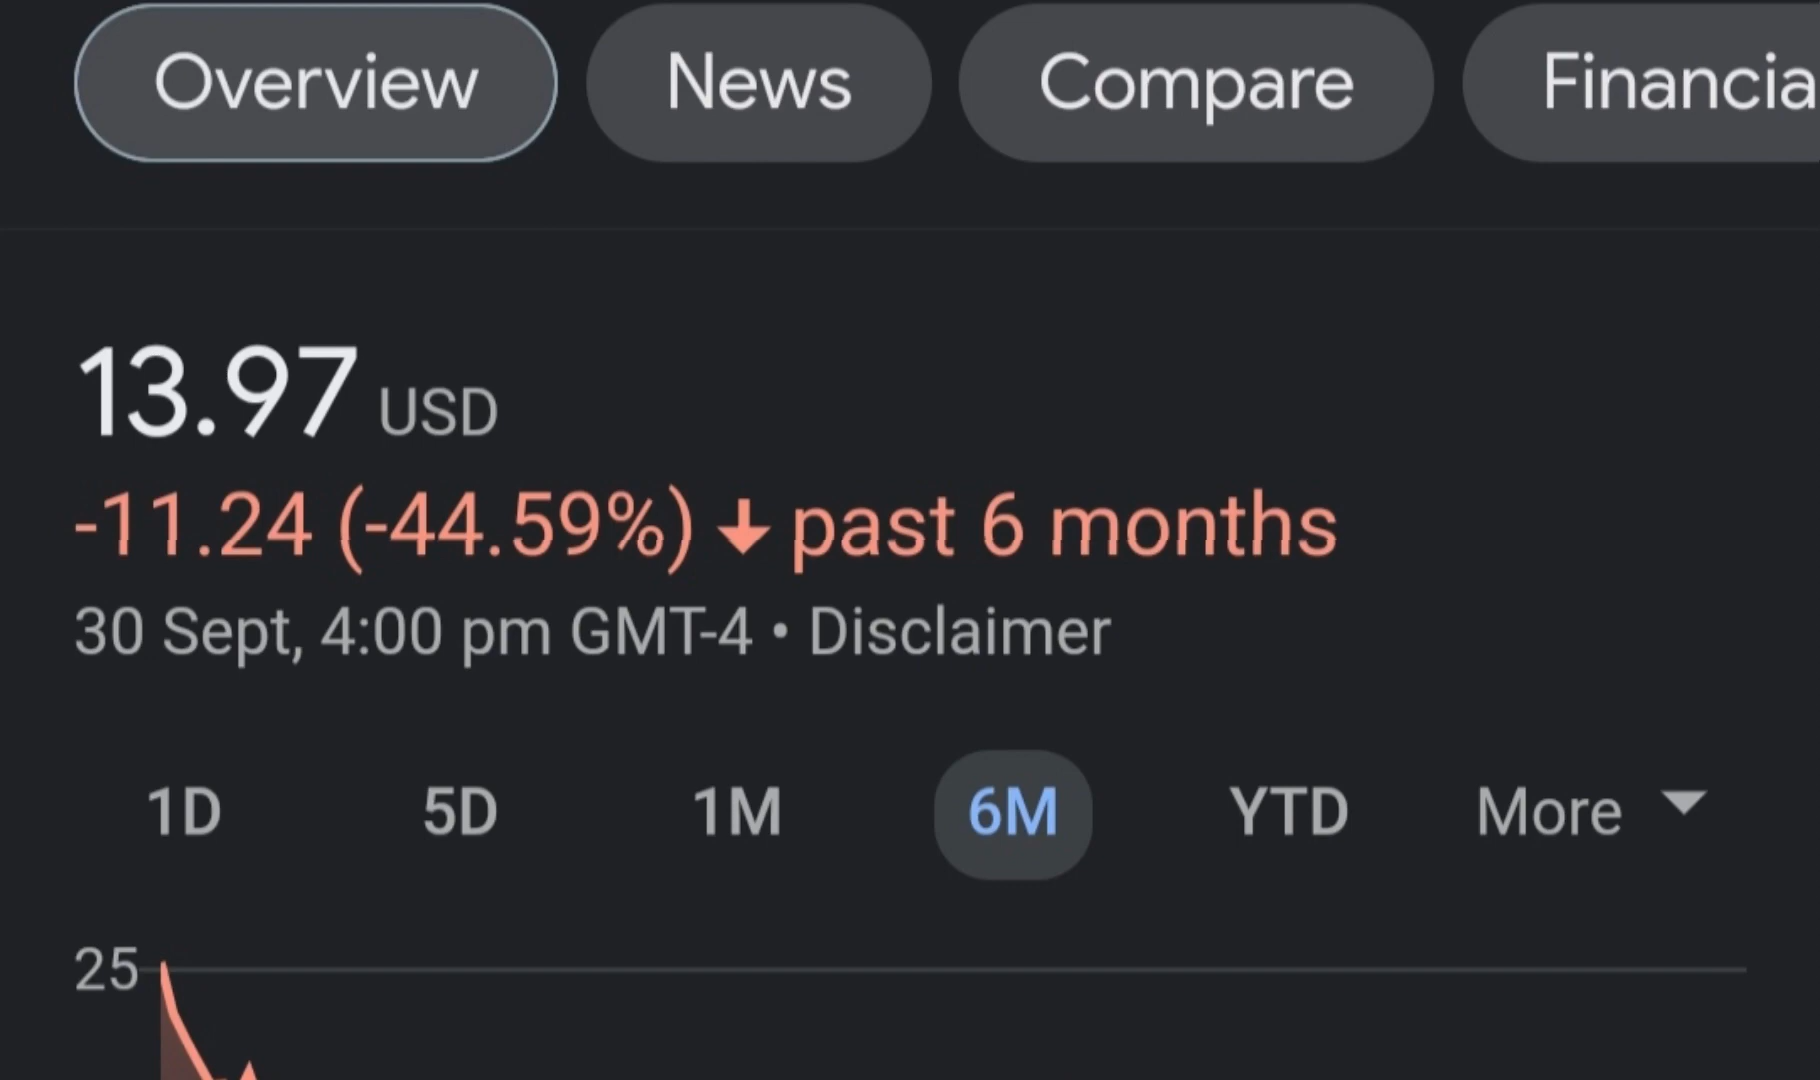 Overview News Compare Financia
13.97 USD
-11.24 (-44.59%) ↓ past 6 months
30 Sept, 4:00 pm GMT-4 • Disclaimer
1D 5D 1M 6M YTD More
25